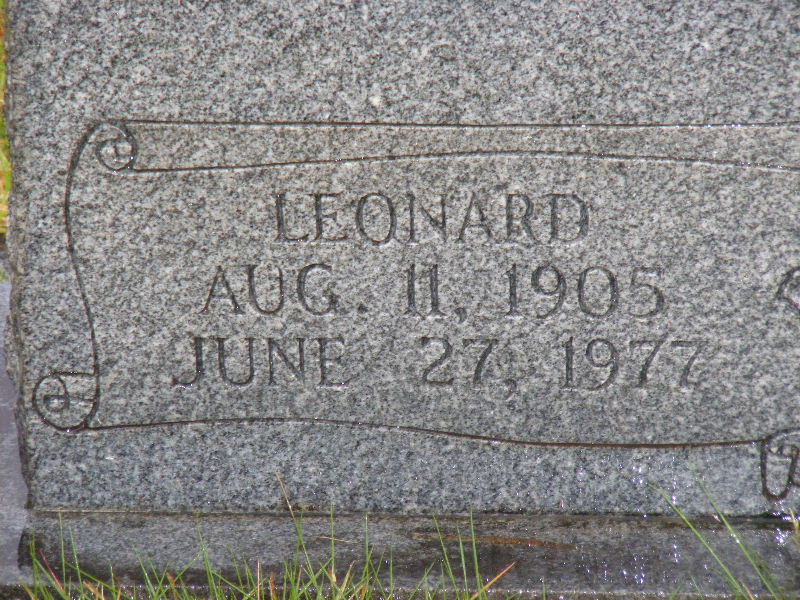 LEONARD
AUG. 11, 1905
JUNE 27, 1977